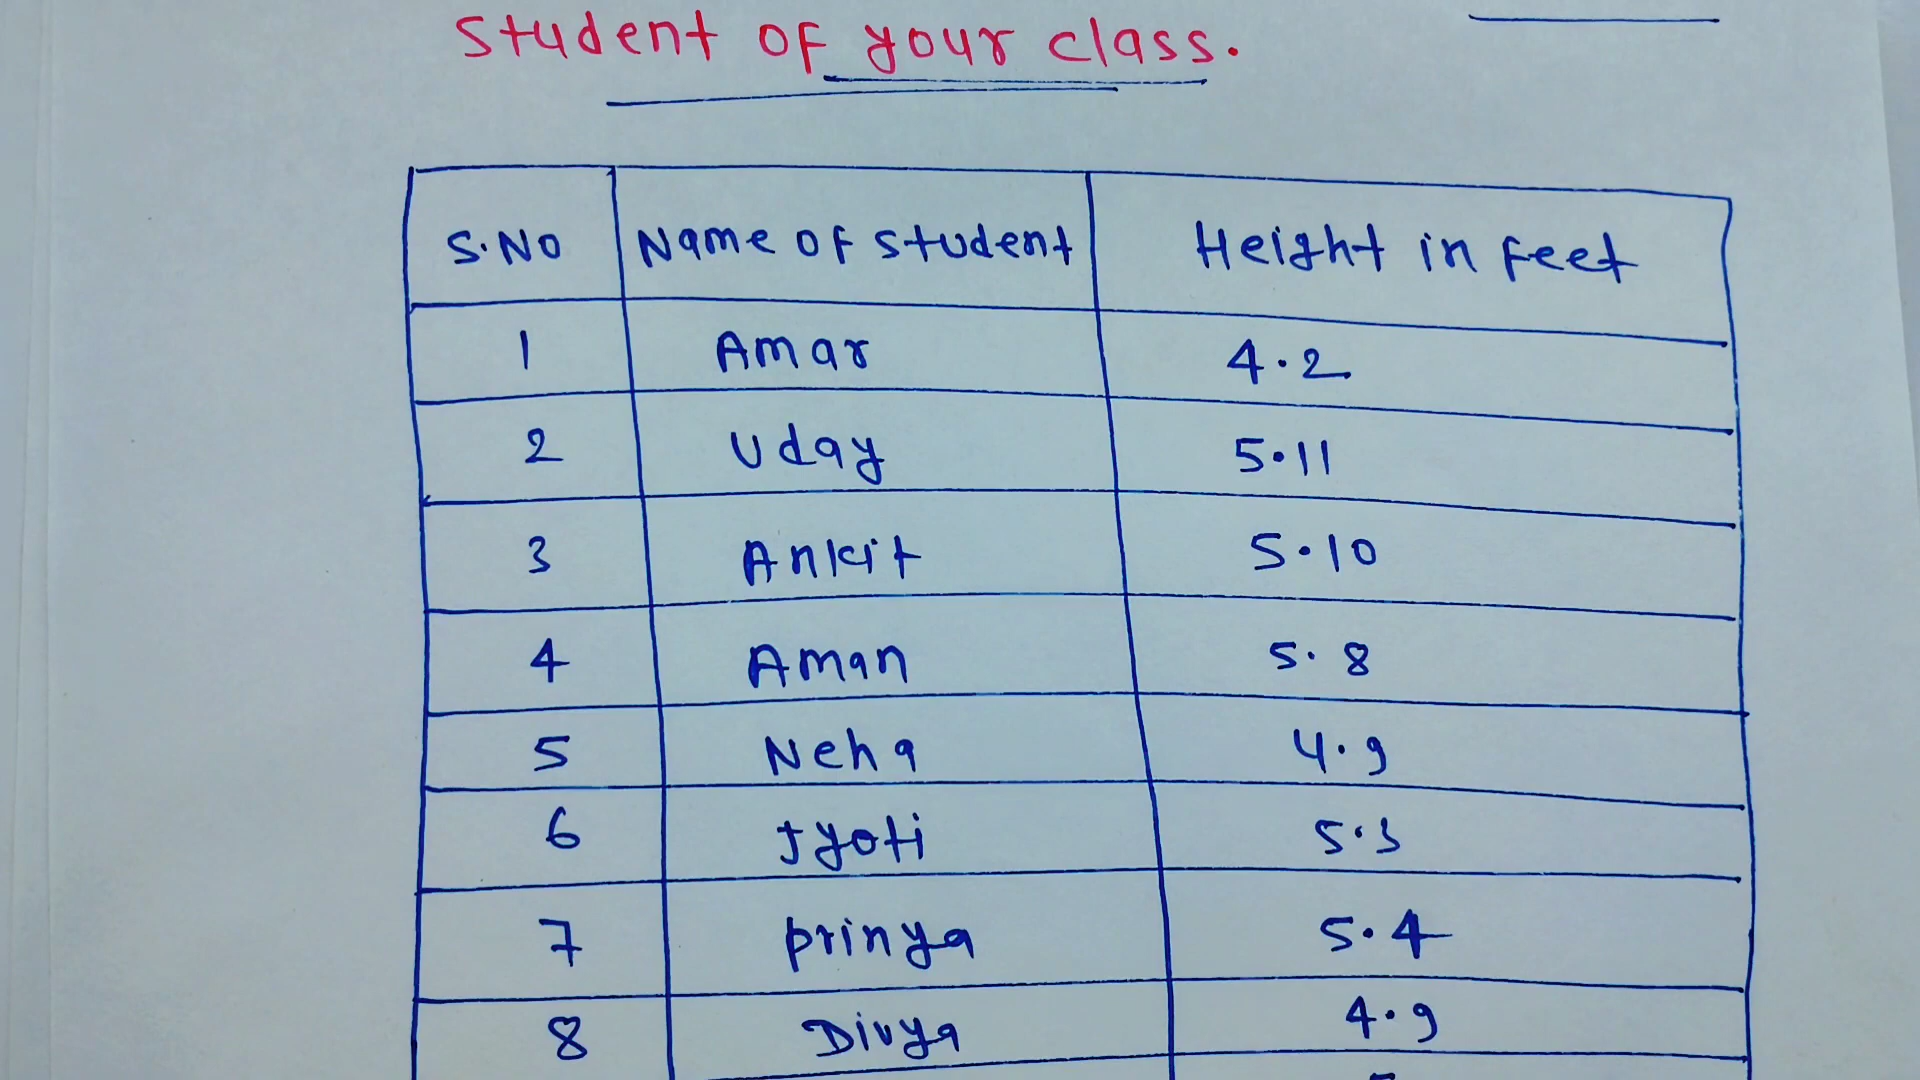 Student of your class.
S.No Name of student Height in feet
1 Amar 4.2
2 Uday 5.11
3 Ankit 5.10
4 Aman 5.8
5 Neha 4.9
6 Jyoti 5.3
7 prinya 5.4
8 Divya 4.9